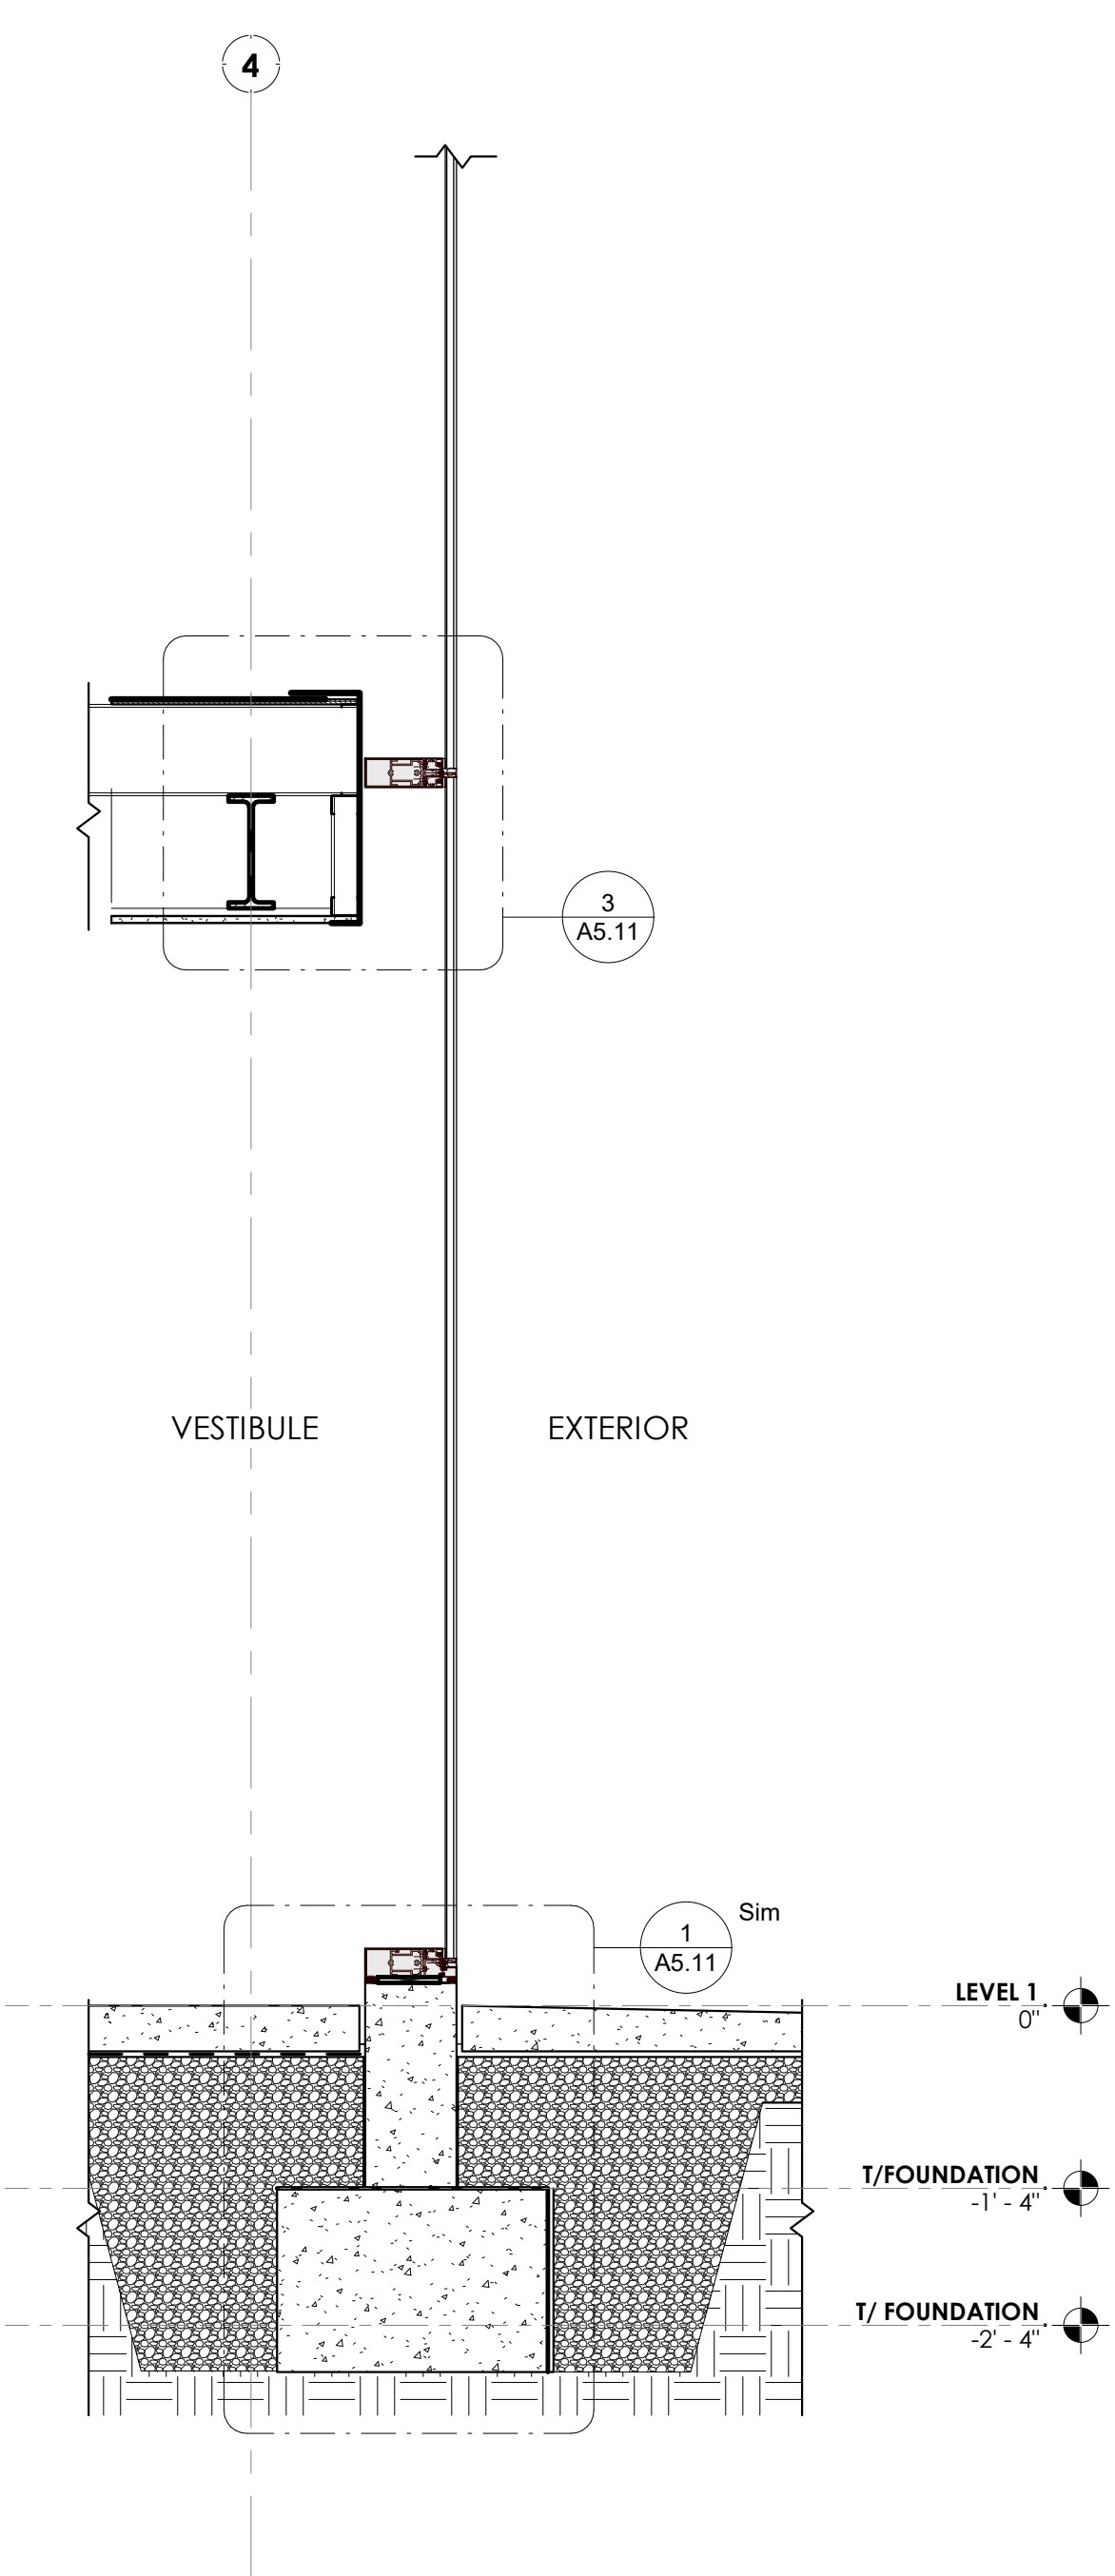 4
3
A5.11
VESTIBULE
EXTERIOR
Sim
1
A5.11
LEVEL 1
0"
T/FOUNDATION
-1' - 4"
T/ FOUNDATION
-2' - 4"